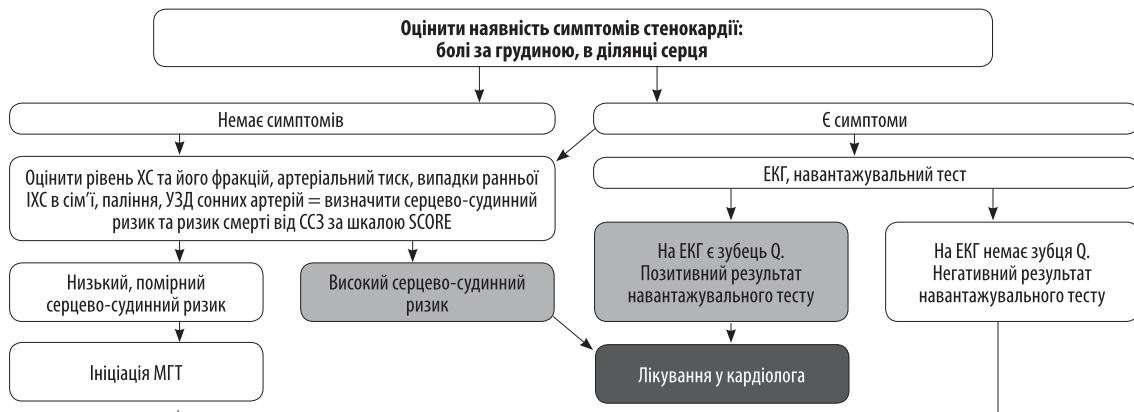 Оцінити наявність симптомів стенокардії:
болі за грудиною, в ділянці серця
Немає симптомів
Є симптоми
Оцінити рівень ХС та його фракцій, артеріальний тиск, випадки ранньої
ІХС в сім’ї, паління, УЗД сонних артерій = визначити серцево-судинний
ризик та ризик смерті від ССЗ за шкалою SCORE
ЕКГ, навантажувальний тест
Низький, помірний
серцево-судинний ризик
Високий серцево-судинний
ризик
На ЕКГ є зубець Q.
Позитивний результат
навантажувального тесту
На ЕКГ немає зубця Q.
Негативний результат
навантажувального тесту
Ініціація МГТ
Лікування у кардіолога